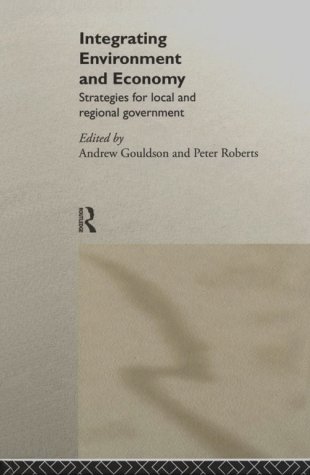 Integrating
Environment
and Economy
Strategies for local and
regional government
Edited by
Andrew Gouldson and Peter Roberts
R
ROUTLEDGE